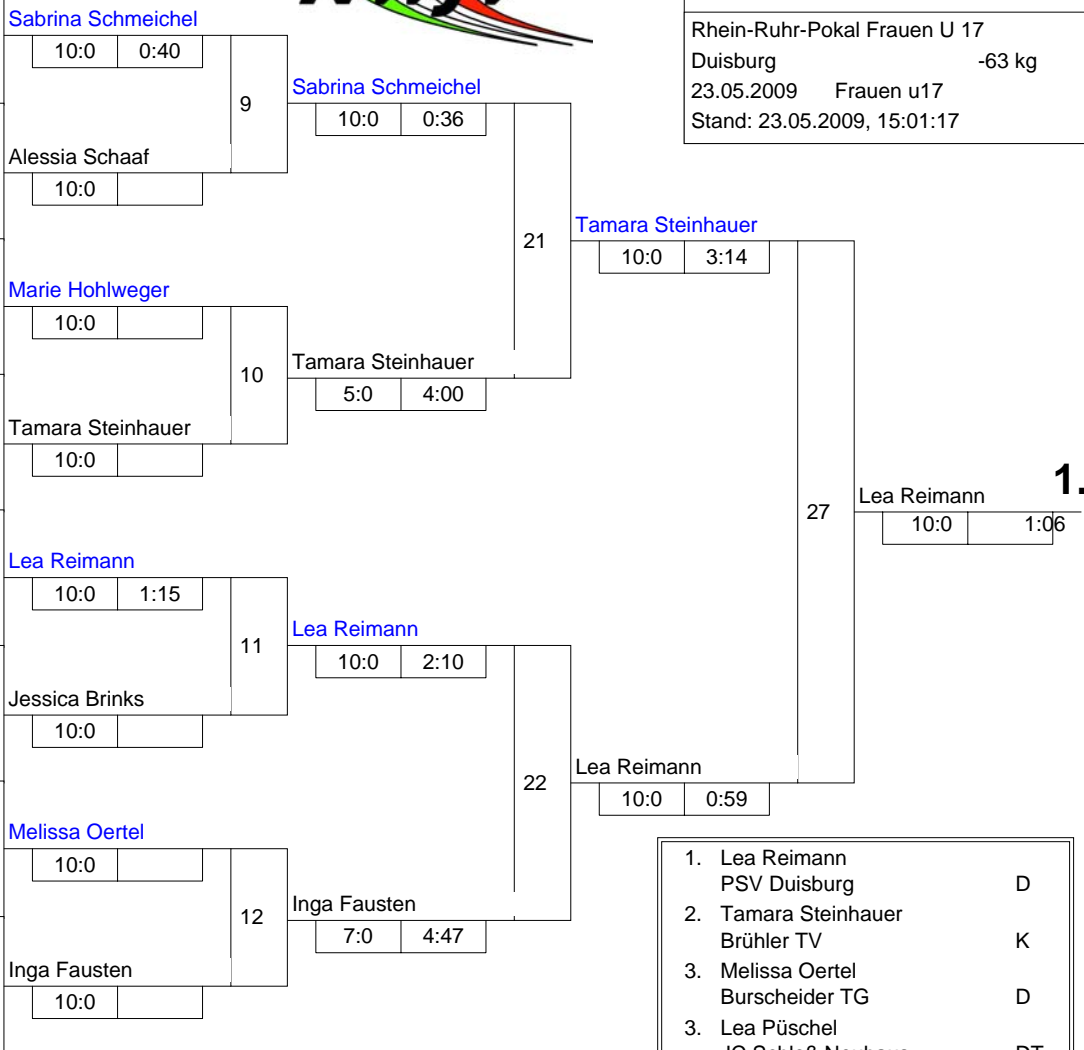 Rhein-Ruhr-Pokal Frauen U 17
Duisburg -63 kg
23.05.2009 Frauen u17
Stand: 23.05.2009, 15:01:17
Sabrina Schmeichel
10:0 0:40
9
Alessia Schaaf
10:0
Marie Hohlweger
10:0
10
Tamara Steinhauer
10:0
Lea Reimann
10:0 1:15
11
Jessica Brinks
10:0
Melissa Oertel
10:0
12
Inga Fausten
10:0
Sabrina Schmeichel
10:0 0:36
21
Tamara Steinhauer
5:0 4:00
Lea Reimann
10:0 2:10
22
Inga Fausten
7:0 4:47
Tamara Steinhauer
10:0 3:14
27
Lea Reimann
10:0 0:59
Lea Reimann 1.
10:0 1:06
1. Lea Reimann
PSV Duisburg D
2. Tamara Steinhauer
Brühler TV K
3. Melissa Oertel
Burscheider TG D
3. Lea Püschel